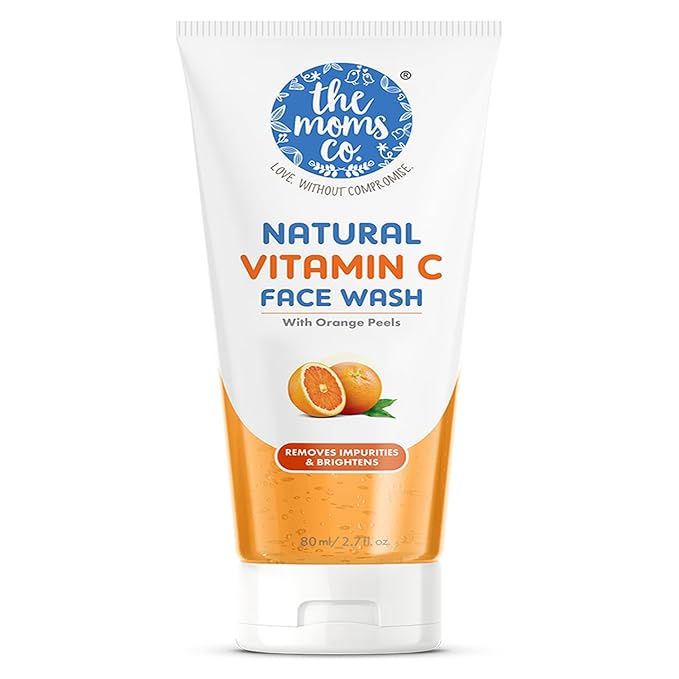 the
moms
co.
®
LOVE. WITHOUT COMPROMISE.
NATURAL
VITAMIN C
FACE WASH
With Orange Peels
REMOVES IMPURITIES
& BRIGHTENS
80 ml/ 2.7 fl. oz.